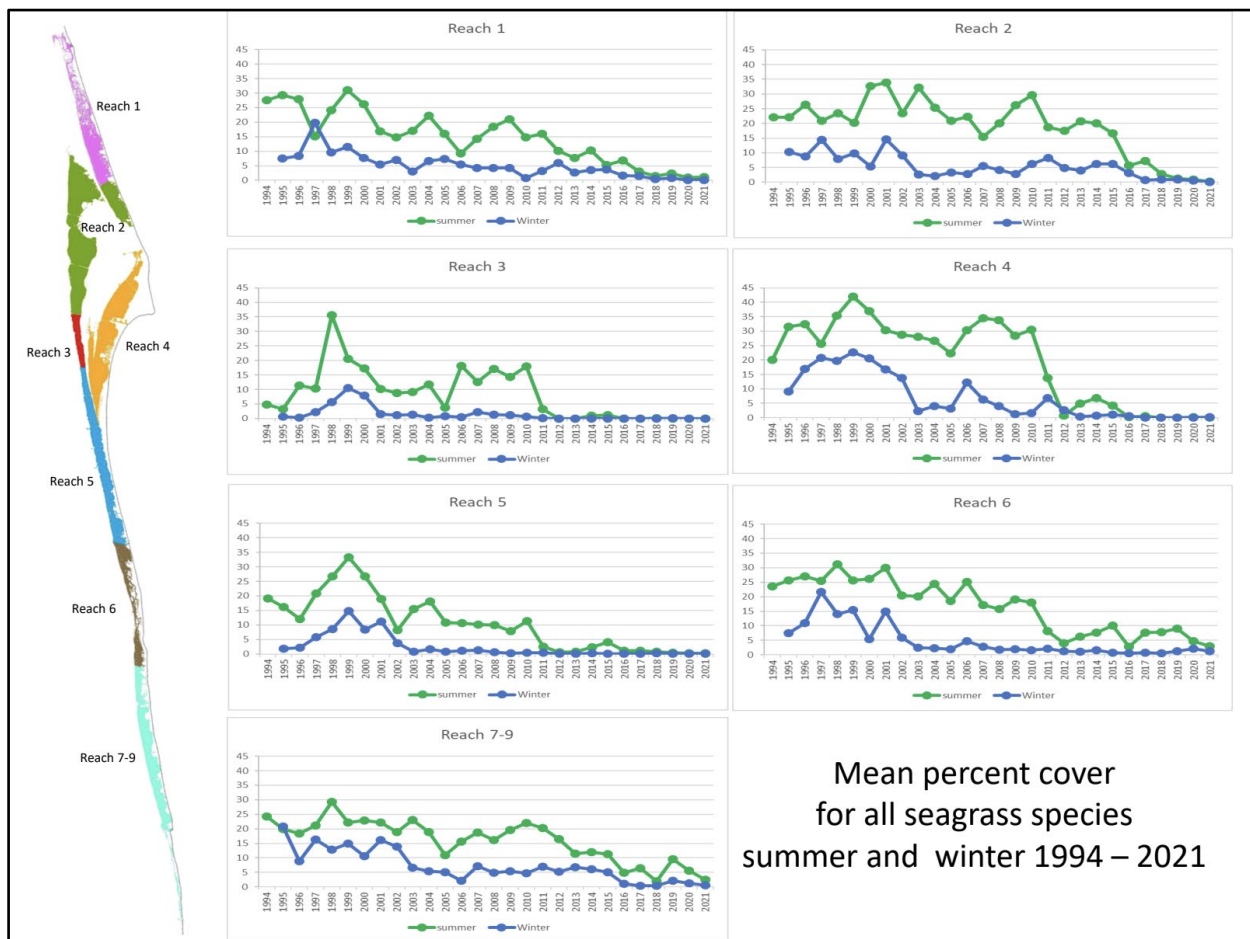 Reach 1
Reach 2
Reach 3
Reach 4
Reach 5
Reach 6
Reach 7-9
Reach 1
45
40
35
30
25
20
15
10
5
0
1994 1995 1996 1997 1998 1999 2000 2001 2002 2003 2004 2005 2006 2007 2008 2009 2010 2011 2012 2013 2014 2015 2016 2017 2018 2019 2020 2021
summer Winter
Reach 2
45
40
35
30
25
20
15
10
5
0
1994 1995 1996 1997 1998 1999 2000 2001 2002 2003 2004 2005 2006 2007 2008 2009 2010 2011 2012 2013 2014 2015 2016 2017 2018 2019 2020 2021
summer Winter
Reach 3
45
40
35
30
25
20
15
10
5
0
1994 1995 1996 1997 1998 1999 2000 2001 2002 2003 2004 2005 2006 2007 2008 2009 2010 2011 2012 2013 2014 2015 2016 2017 2018 2019 2020 2021
summer Winter
Reach 4
45
40
35
30
25
20
15
10
5
0
1994 1995 1996 1997 1998 1999 2000 2001 2002 2003 2004 2005 2006 2007 2008 2009 2010 2011 2012 2013 2014 2015 2016 2017 2018 2019 2020 2021
summer Winter
Reach 5
45
40
35
30
25
20
15
10
5
0
1994 1995 1996 1997 1998 1999 2000 2001 2002 2003 2004 2005 2006 2007 2008 2009 2010 2011 2012 2013 2014 2015 2016 2017 2018 2019 2020 2021
summer Winter
Reach 6
45
40
35
30
25
20
15
10
5
0
1994 1995 1996 1997 1998 1999 2000 2001 2002 2003 2004 2005 2006 2007 2008 2009 2010 2011 2012 2013 2014 2015 2016 2017 2018 2019 2020 2021
summer Winter
Reach 7-9
45
40
35
30
25
20
15
10
5
0
1994 1995 1996 1997 1998 1999 2000 2001 2002 2003 2004 2005 2006 2007 2008 2009 2010 2011 2012 2013 2014 2015 2016 2017 2018 2019 2020 2021
summer Winter
Mean percent cover
for all seagrass species
summer and winter 1994 – 2021